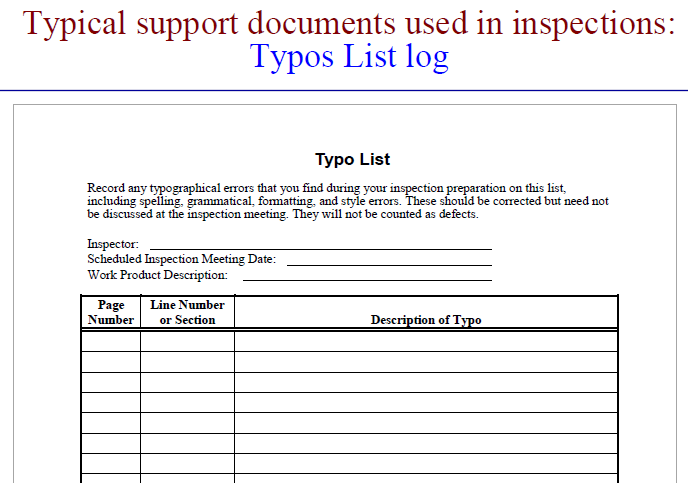 Typical support documents used in inspections:
Typos List log
Typo List
Record any typographical errors that you find during your inspection preparation on this list,
including spelling, grammatical, formatting, and style errors. These should be corrected but need not
be discussed at the inspection meeting. They will not be counted as defects.
Inspector:
Scheduled Inspection Meeting Date:
Work Product Description:
Page Number
Line Number or Section
Description of Typo